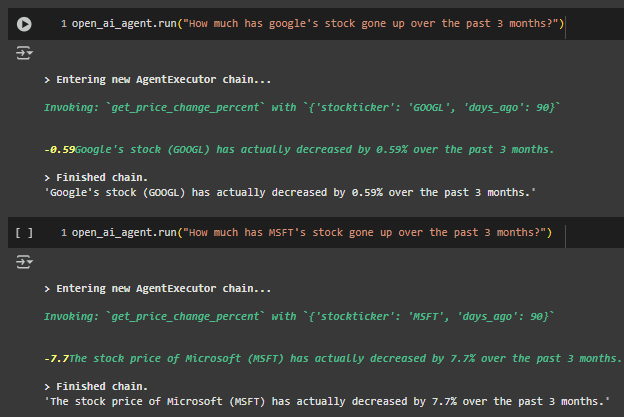 1 open_ai_agent.run("How much has google's stock gone up over the past 3 months?")
> Entering new AgentExecutor chain...
Invoking: `get_price_change_percent` with `{'stockticker': 'GOOGL', 'days_ago': 90}`
-0.59Google's stock (GOOGL) has actually decreased by 0.59% over the past 3 months.
> Finished chain.
'Google's stock (GOOGL) has actually decreased by 0.59% over the past 3 months.'
[ ] 1 open_ai_agent.run("How much has MSFT's stock gone up over the past 3 months?")
> Entering new AgentExecutor chain...
Invoking: `get_price_change_percent` with `{'stockticker': 'MSFT', 'days_ago': 90}`
-7.7The stock price of Microsoft (MSFT) has actually decreased by 7.7% over the past 3 months.
> Finished chain.
'The stock price of Microsoft (MSFT) has actually decreased by 7.7% over the past 3 months.'